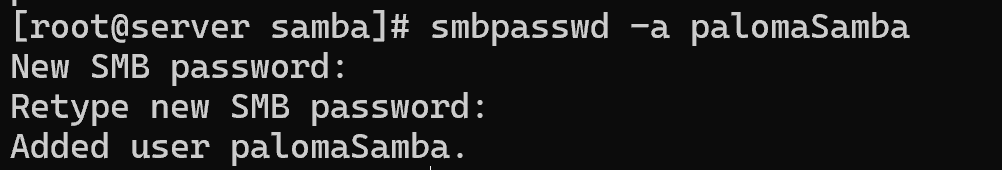 [root@server samba]# smbpasswd -a palomaSamba
New SMB password:
Retype new SMB password:
Added user palomaSamba.